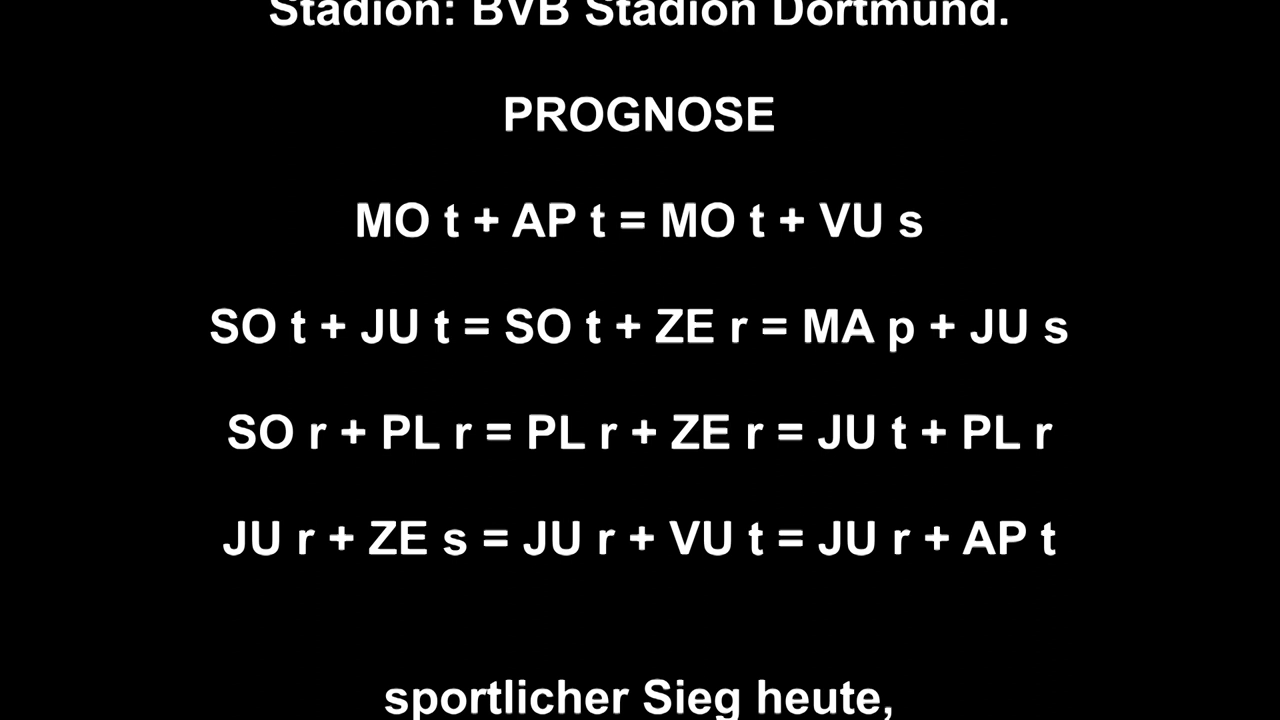 Stadion: BVB Stadion Dortmund.
PROGNOSE
MO t + AP t = MO t + VU s
SO t + JU t = SO t + ZE r = MA p + JU s
SO r + PL r = PL r + ZE r = JU t + PL r
JU r + ZE s = JU r + VU t = JU r + AP t
sportlicher Sieg heute,